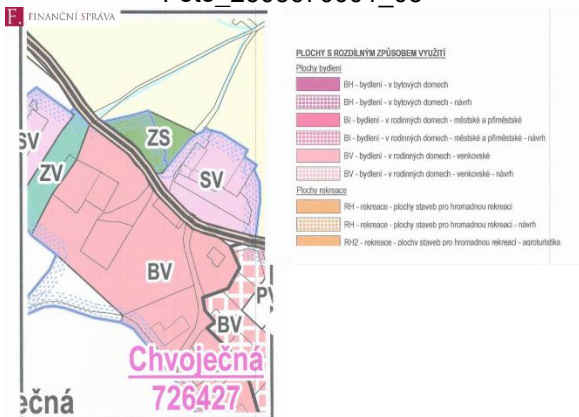 FINANČNÍ SPRÁVA
PLOCHY S ROZDÍLNÝM ZPŮSOBEM VYUŽITÍ
Plochy bydlení
BH - bydlení - v bytových domech
BH - bydlení - v bytových domech - návrh
BI - bydlení - v rodinných domech - městské a příměstské
BI - bydlení - v rodinných domech - městské a příměstské - návrh
BV - bydlení - v rodinných domech - venkovské
BV - bydlení - v rodinných domech - venkovské - návrh
Plochy rekreace
RH - rekreace - plochy staveb pro hromadnou rekreaci
RH - rekreace - plochy staveb pro hromadnou rekreaci - návrh
RH2 - rekreace - plochy staveb pro hromadnou rekreaci - agroturistika
SV
ZS
ZV
SV
BV
BV
Chvoječná
726427
ečná